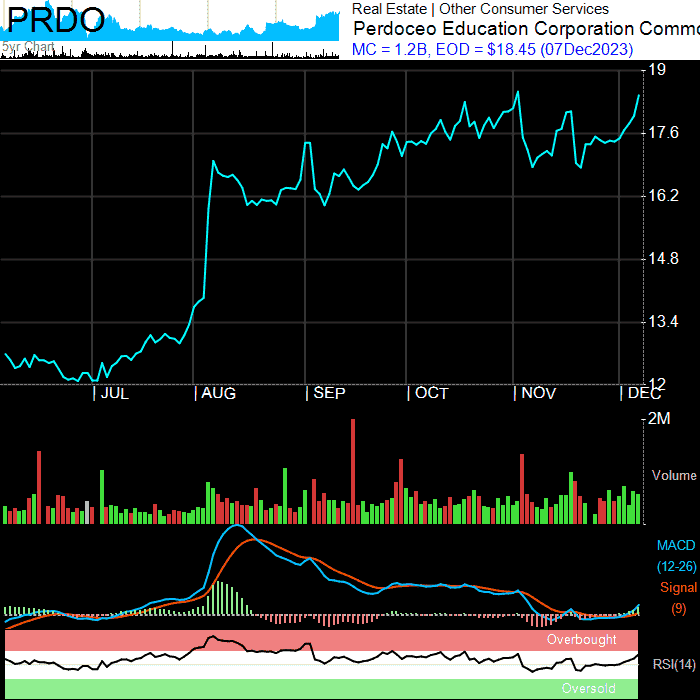 PRDO
5yr Chart
Real Estate | Other Consumer Services
Perdoceo Education Corporation Commo
MC = 1.2B, EOD = $18.45 (07Dec2023)
19
17.6
16.2
14.8
13.4
12
JUL
AUG
SEP
OCT
NOV
DEC
2M
Volume
MACD
(12-26)
Signal
(9)
Overbought
RSI(14)
Oversold